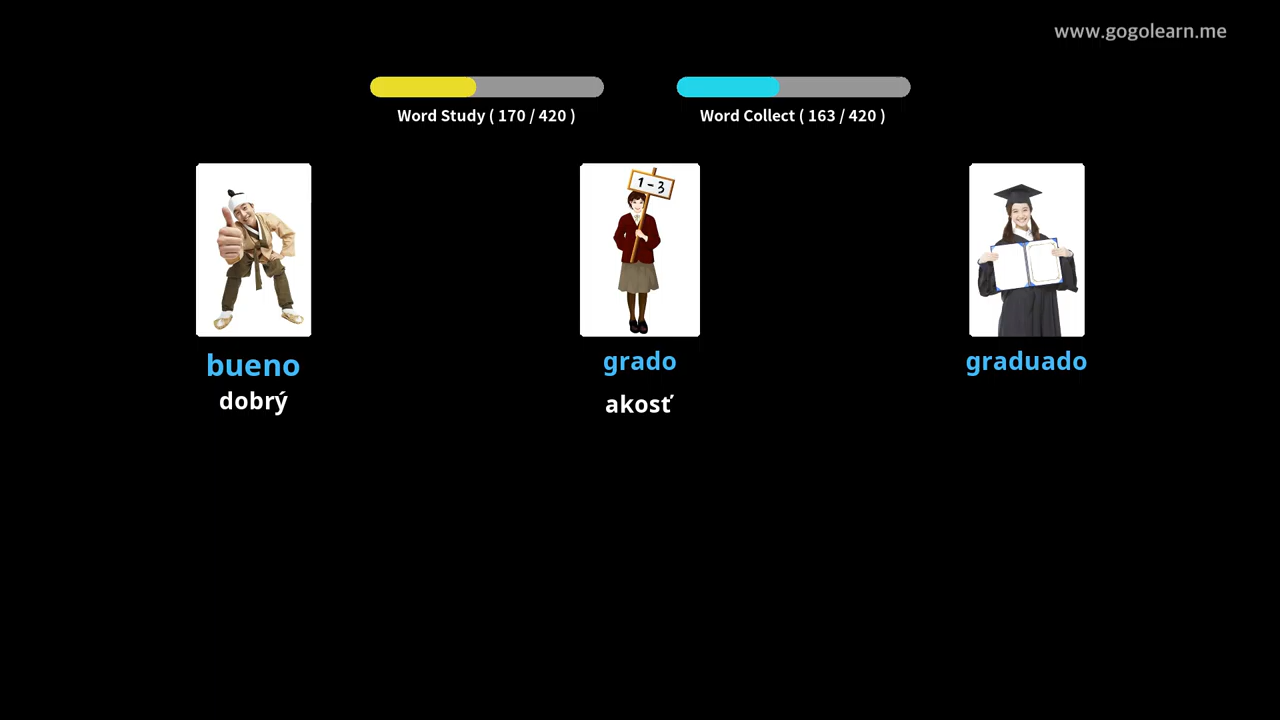 www.gogolearn.me
Word Study ( 170 / 420 )
Word Collect ( 163 / 420 )
1 - 3
bueno
grado
graduado
dobrý
akosť